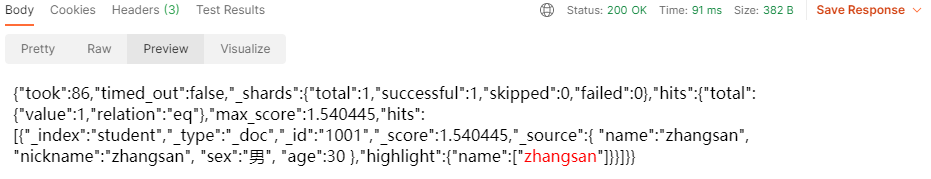 Body Cookies Headers (3) Test Results Status: 200 OK Time: 91 ms Size: 382 B Save Response
Pretty Raw Preview Visualize
{"took":86,"timed_out":false,"_shards":{"total":1,"successful":1,"skipped":0,"failed":0},"hits":{"total":
{"value":1,"relation":"eq"},"max_score":1.540445,"hits":
[{"_index":"student","_type":"_doc","_id":"1001","_score":1.540445,"_source":{ "name":"zhangsan",
"nickname":"zhangsan", "sex":"男", "age":30 },"highlight":{"name":["zhangsan"]}}]}}